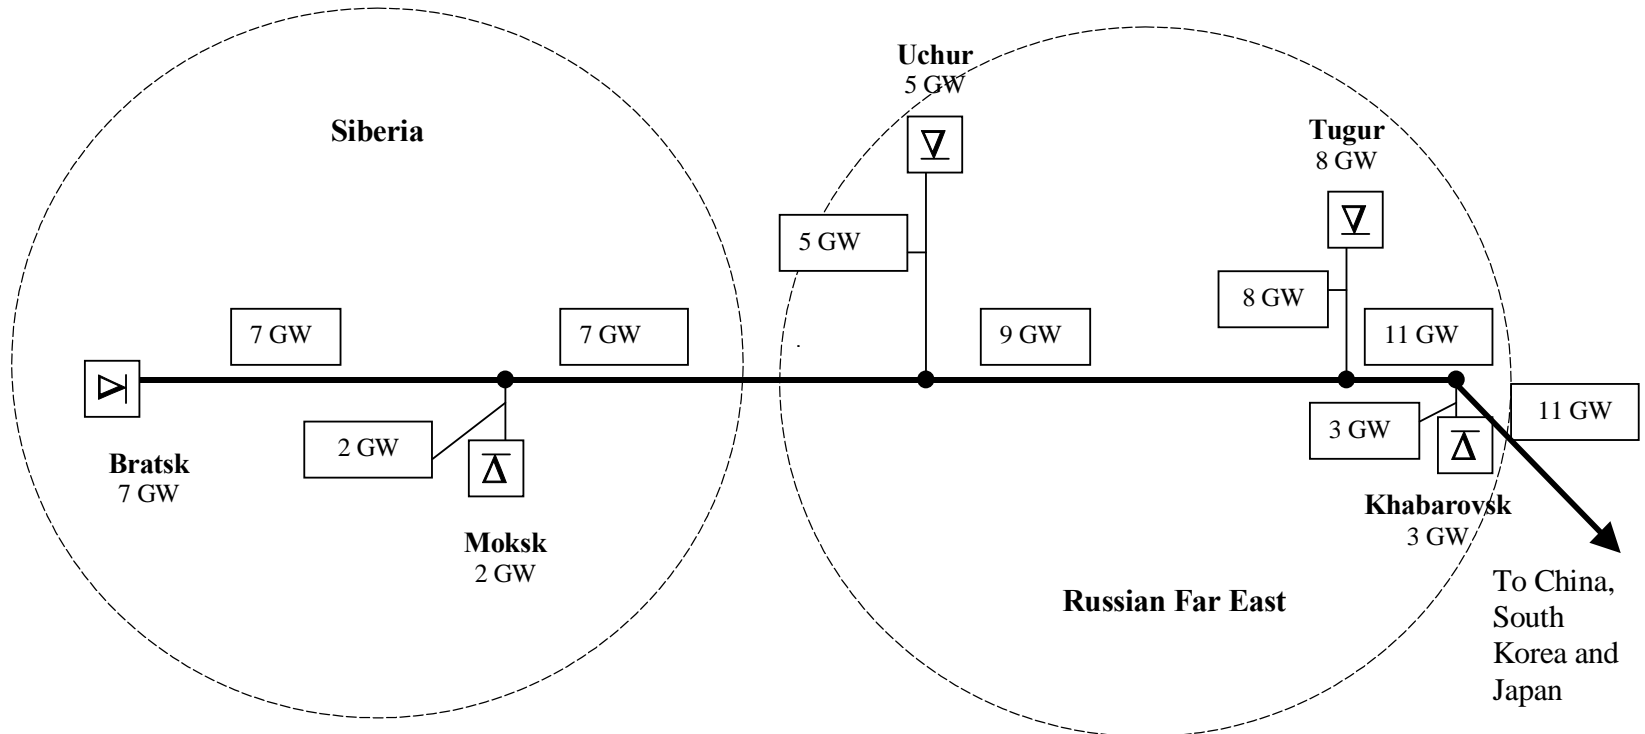 Uchur
5 GW
Siberia
Tugur
8 GW
5 GW
8 GW
7 GW
7 GW
9 GW
11 GW
11 GW
2 GW
3 GW
Bratsk
7 GW
Moksk
2 GW
Khabarovsk
3 GW
Russian Far East
To China,
South
Korea and
Japan